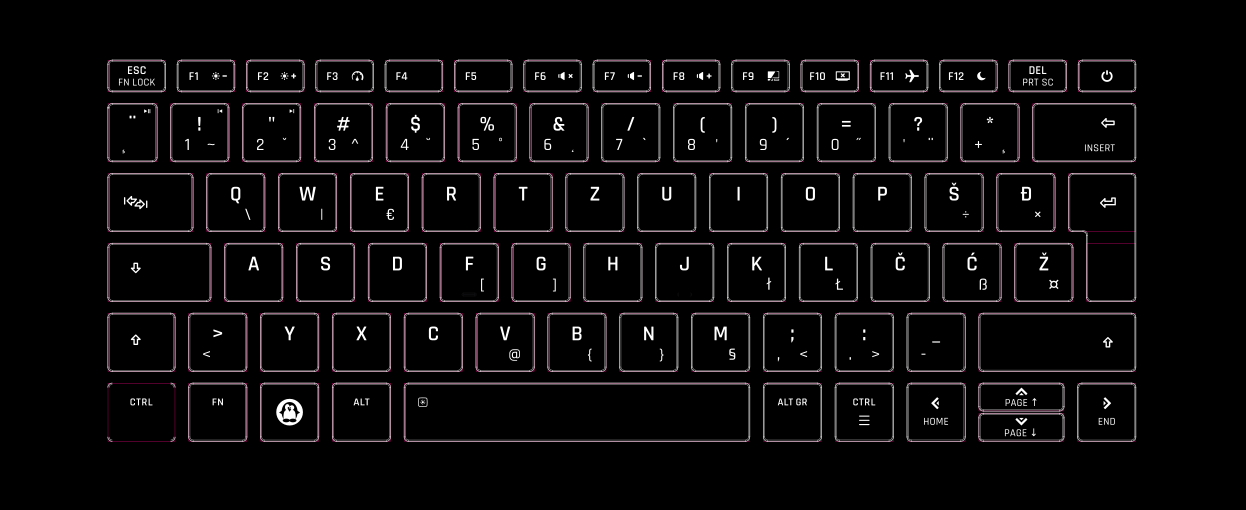 ESC F1 F2 F3 F4 F5 F6 F7 F8 F9 F10 F11 F12 DEL
FN LOCK PRT SC
¨ ! " # $ % & / ( ) = ? *
¸ 1 ~ 2 ˇ 3 ^ 4 ˘ 5 ° 6 ˛ 7 ` 8 ˙ 9 ´ 0 ˝ ' ¨ + ¸ INSERT
Q W E R T Z U I O P Š Đ
\ | € ÷ ×
A S D F G H J K L Č Ć Ž
[ ] ł Ł ß ¤
> Y X C V B N M ; : _
< @ { } § , < . > -
CTRL FN ALT ALT GR CTRL PAGE ↑
HOME PAGE ↓ END